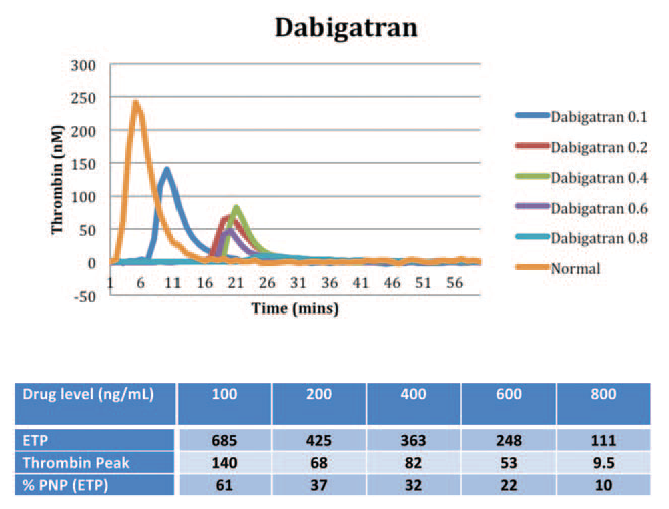 Dabigatran
300
250
200
150
100
50
0
-50
Thrombin (nM)
1 6 11 16 21 26 31 36 41 46 51 56
Time (mins)
Dabigatran 0.1
Dabigatran 0.2
Dabigatran 0.4
Dabigatran 0.6
Dabigatran 0.8
Normal
Drug level (ng/mL) 100 200 400 600 800
ETP 685 425 363 248 111
Thrombin Peak 140 68 82 53 9.5
% PNP (ETP) 61 37 32 22 10